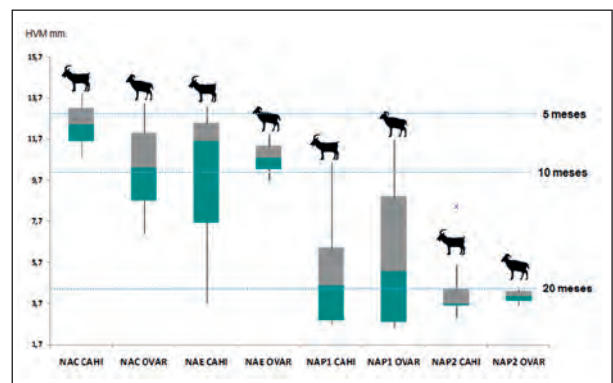 HVM mm.
15,7
13,7
11,7
9,7
7,7
5,7
3,7
1,7
5 meses
10 meses
20 meses
NAC CAHI NAC OVAR NAE CAHI NAE OVAR NAP1 CAHI NAP1 OVAR NAP2 CAHI NAP2 OVAR